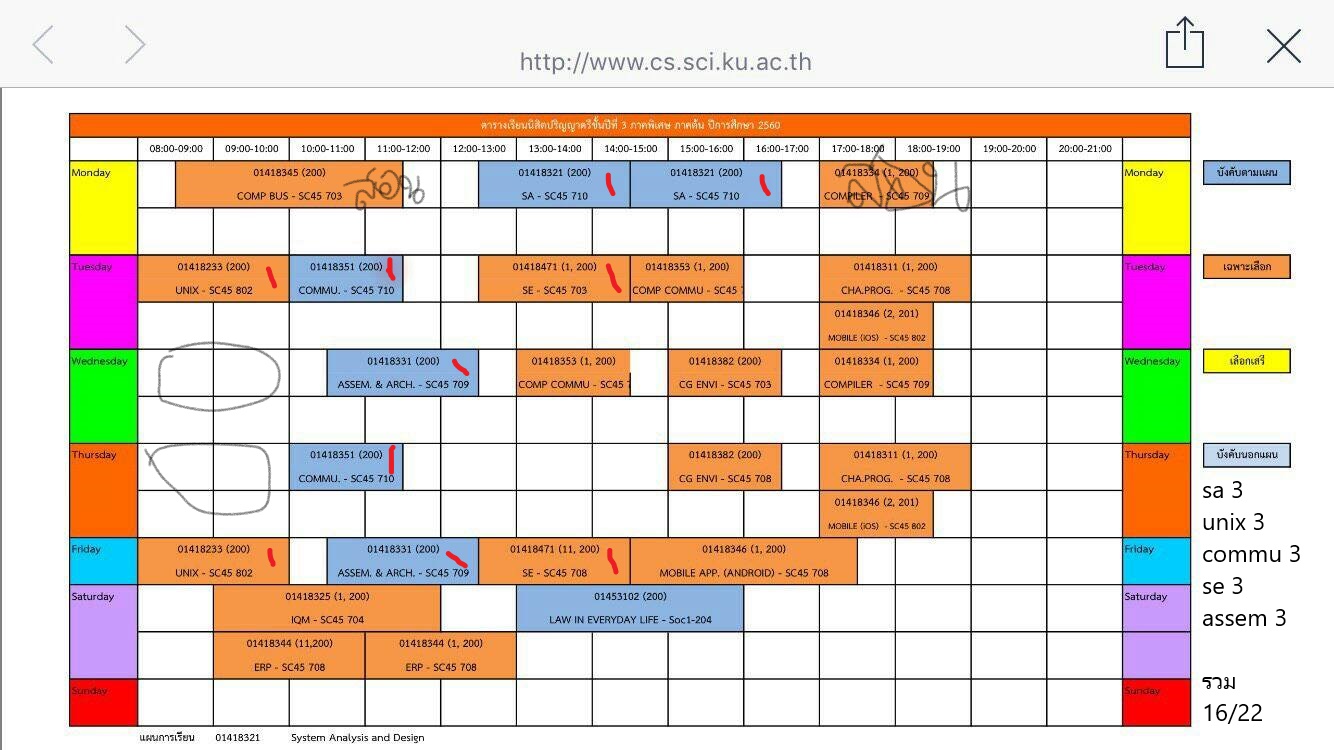 http://www.cs.sci.ku.ac.th
ตารางเรียนนิสิตปริญญาตรีชั้นปีที่ 3 ภาคพิเศษ ภาคต้น ปีการศึกษา 2560
08:00-09:00 09:00-10:00 10:00-11:00 11:00-12:00 12:00-13:00 13:00-14:00 14:00-15:00 15:00-16:00 16:00-17:00 17:00-18:00 18:00-19:00 19:00-20:00 20:00-21:00
Monday 01418345 (200) 01418321 (200) 01418321 (200) 01418334 (1, 200) Monday บังคับตามแผน
COMP BUS - SC45 703 สอน SA - SC45 710 SA - SC45 710 COMPILER - SC45 709
Tuesday 01418233 (200) 01418351 (200) 01418471 (1, 200) 01418353 (1, 200) 01418311 (1, 200) Tuesday เฉพาะเลือก
UNIX - SC45 802 COMMU. - SC45 710 SE - SC45 703 COMP COMMU - SC45 CHA.PROG. - SC45 708
01418346 (2, 201)
MOBILE (iOS) - SC45 802
Wednesday 01418331 (200) 01418353 (1, 200) 01418382 (200) 01418334 (1, 200) Wednesday เลือกเสรี
ASSEM. & ARCH. - SC45 709 COMP COMMU - SC45 CG ENVI - SC45 703 COMPILER - SC45 709
Thursday 01418351 (200) 01418382 (200) 01418311 (1, 200) Thursday บังคับนอกแผน
COMMU. - SC45 710 CG ENVI - SC45 708 CHA.PROG. - SC45 708
01418346 (2, 201)
MOBILE (iOS) - SC45 802
Friday 01418233 (200) 01418331 (200) 01418471 (11, 200) 01418346 (1, 200) Friday
UNIX - SC45 802 ASSEM. & ARCH. - SC45 709 SE - SC45 708 MOBILE APP. (ANDROID) - SC45 708
Saturday 01418325 (1, 200) 01453102 (200) Saturday
IQM - SC45 704 LAW IN EVERYDAY LIFE - Soc1-204
01418344 (11,200) 01418344 (1, 200)
ERP - SC45 708 ERP - SC45 708
Sunday Sunday
แผนการเรียน 01418321 System Analysis and Design
sa 3
unix 3
commu 3
se 3
assem 3
รวม
16/22